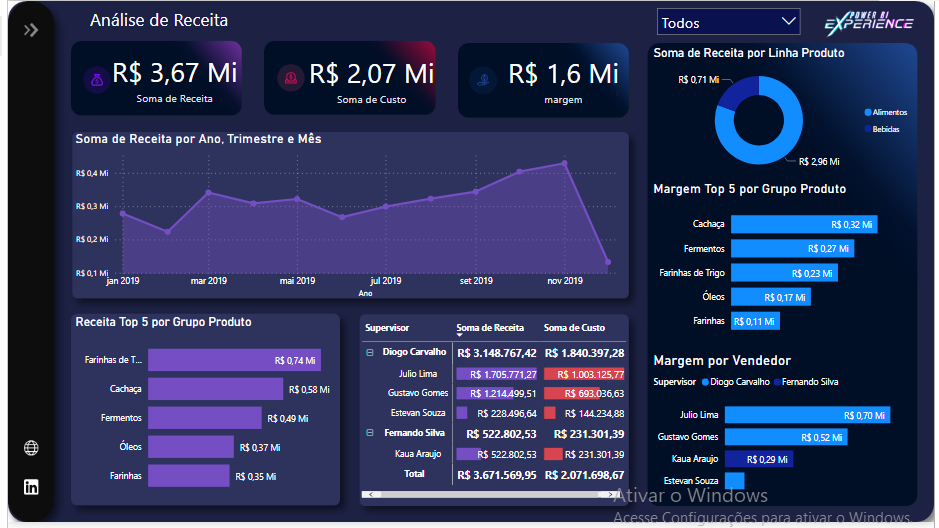 Análise de Receita
Todos
POWER BI
EXPERIENCE
R$ 3,67 Mi
Soma de Receita
R$ 2,07 Mi
Soma de Custo
R$ 1,6 Mi
margem
Soma de Receita por Ano, Trimestre e Mês
R$ 0,4 Mi
R$ 0,3 Mi
R$ 0,2 Mi
R$ 0,1 Mi
jan 2019 mar 2019 mai 2019 jul 2019 set 2019 nov 2019
Ano
Receita Top 5 por Grupo Produto
Farinhas de T... R$ 0,74 Mi
Cachaça R$ 0,58 Mi
Fermentos R$ 0,49 Mi
Óleos R$ 0,37 Mi
Farinhas R$ 0,35 Mi
Supervisor Soma de Receita Soma de Custo
Diogo Carvalho R$ 3.148.767,42 R$ 1.840.397,28
Julio Lima R$ 1.705.771,27 R$ 1.003.125,77
Gustavo Gomes R$ 1.214.499,51 R$ 693.036,63
Estevan Souza R$ 228.496,64 R$ 144.234,88
Fernando Silva R$ 522.802,53 R$ 231.301,39
Kaua Araujo R$ 522.802,53 R$ 231.301,39
Total R$ 3.671.569,95 R$ 2.071.698,67
Soma de Receita por Linha Produto
R$ 0,71 Mi
R$ 2,96 Mi
Alimentos
Bebidas
Margem Top 5 por Grupo Produto
Cachaça R$ 0,32 Mi
Fermentos R$ 0,27 Mi
Farinhas de Trigo R$ 0,23 Mi
Óleos R$ 0,17 Mi
Farinhas R$ 0,11 Mi
Margem por Vendedor
Supervisor Diogo Carvalho Fernando Silva
Julio Lima R$ 0,70 Mi
Gustavo Gomes R$ 0,52 Mi
Kaua Araujo R$ 0,29 Mi
Estevan Souza
in
Ativar o Windows
Acesse Configurações para ativar o Windows.